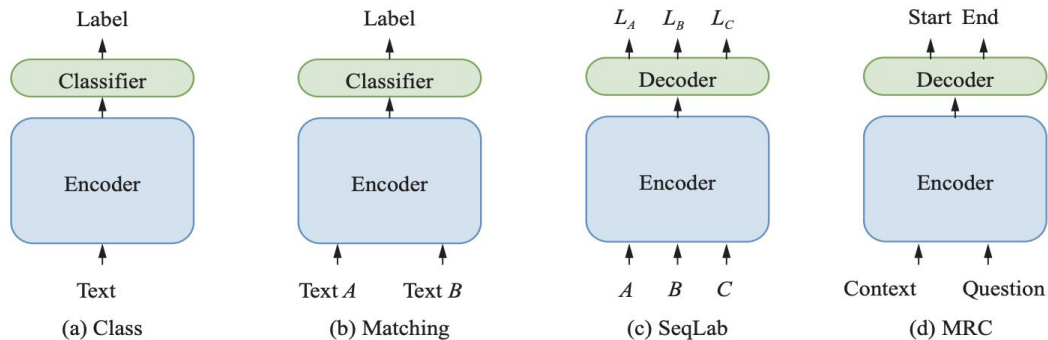 Label
Classifier
Encoder
Text
(a) Class
Label
Classifier
Encoder
Text A Text B
(b) Matching
L_A L_B L_C
Decoder
Encoder
A B C
(c) SeqLab
Start End
Decoder
Encoder
Context Question
(d) MRC